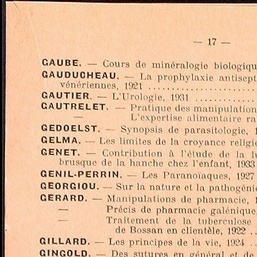 — 17 —
GAUBE. — Cours de minéralogie biologiqu
GAUDUCHEAU. — La prophylaxie antisept
vénériennes, 1921
GAUTIER. — L'Urologie, 1931
GAUTRELET. — Pratique des manipulation
— L'expertise alimentaire ra
GEDOELST. — Synopsis de parasitologie, 1
GELMA. — Les limites de la croyance religie
GENET. — Contribution à l'étude de la lu
brusque de la hanche chez l'enfant, 1933
GENIL-PERRIN. — Les Paranoïaques, 1927
GEORGIOU. — Sur la nature et la pathogénie
GERARD. — Manipulations de pharmacie, 1
— Précis de pharmacie galénique
— Traitement de la tuberculose
de Bossan en clientèle, 1922
GILLARD. — Les principes de la vie, 1924
GINGOLD. — Des sutures en général et de